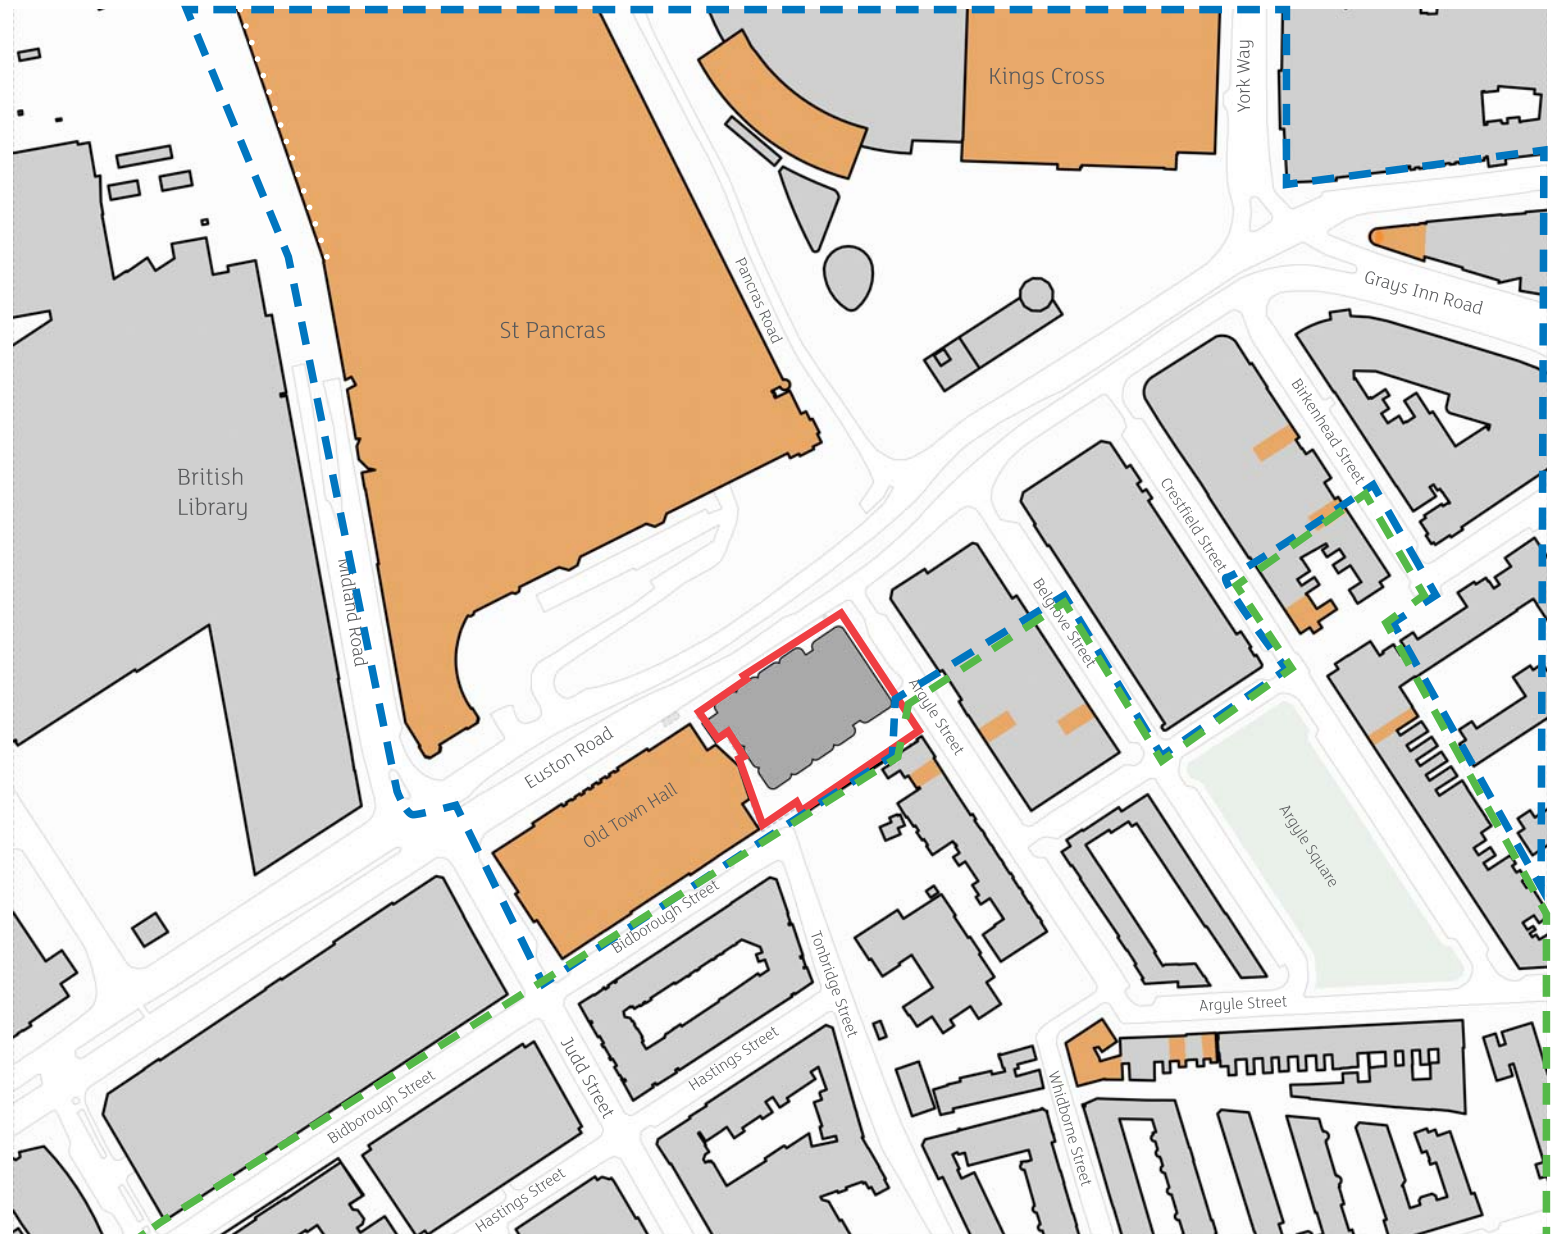 Kings Cross
York Way
Pancras Road
Grays Inn Road
St Pancras
Birkenhead Street
British
Library
Crestfield Street
Midland Road
Belgrove Street
Argyle Street
Euston Road
Old Town Hall
Argyle Square
Bidborough Street
Tonbridge Street
Argyle Street
Judd Street
Hastings Street
Bidborough Street
Whidborne Street
Hastings Street